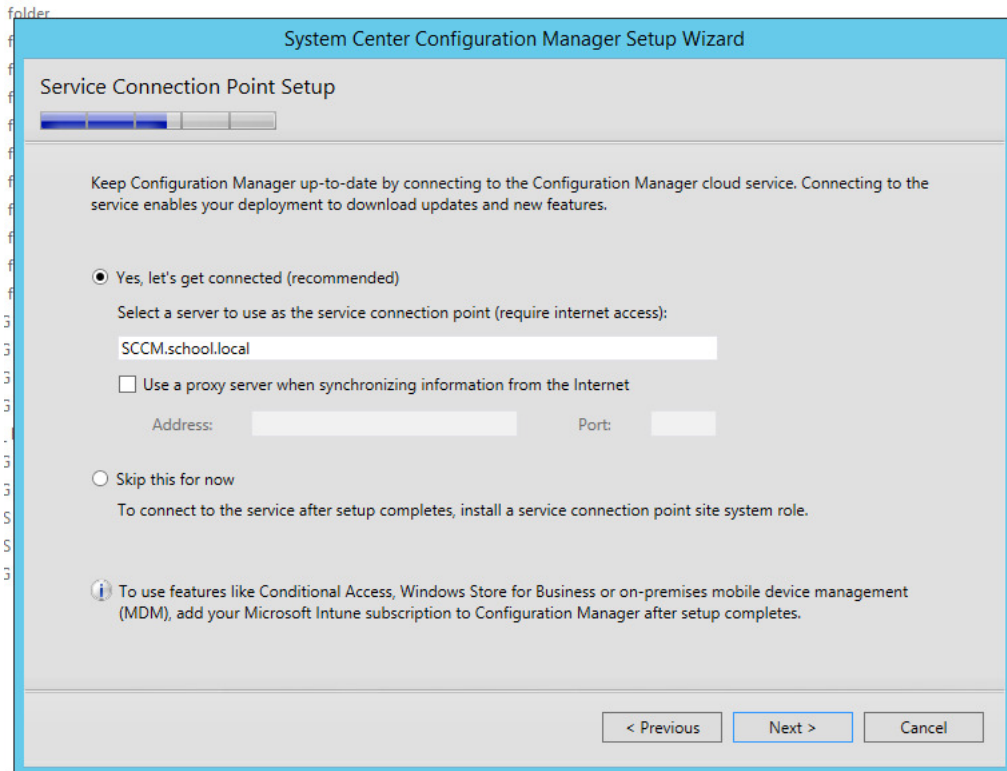 folder
System Center Configuration Manager Setup Wizard
Service Connection Point Setup
Keep Configuration Manager up-to-date by connecting to the Configuration Manager cloud service. Connecting to the
service enables your deployment to download updates and new features.
Yes, let's get connected (recommended)
Select a server to use as the service connection point (require internet access):
SCCM.school.local
Use a proxy server when synchronizing information from the Internet
Address: Port:
Skip this for now
To connect to the service after setup completes, install a service connection point site system role.
To use features like Conditional Access, Windows Store for Business or on-premises mobile device management
(MDM), add your Microsoft Intune subscription to Configuration Manager after setup completes.
< Previous Next > Cancel